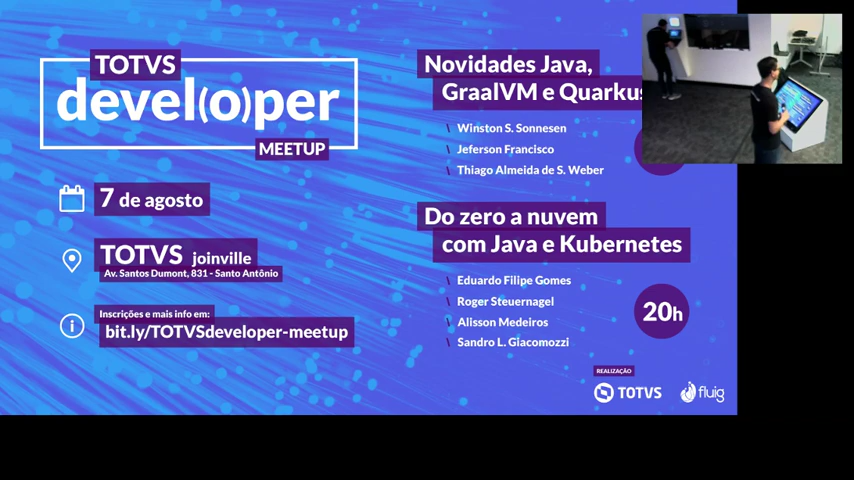 TOTVS
devel(o)per
MEETUP
7 de agosto
TOTVS joinville
Av. Santos Dumont, 831 - Santo Antônio
Inscrições e mais info em:
bit.ly/TOTVSdeveloper-meetup
Novidades Java,
GraalVM e Quarkus
\ Winston S. Sonnesen
\ Jeferson Francisco
\ Thiago Almeida de S. Weber
Do zero a nuvem
com Java e Kubernetes
\ Eduardo Filipe Gomes
\ Roger Steuernagel
\ Alisson Medeiros
\ Sandro L. Giacomozzi
20h
REALIZAÇÃO
TOTVS
fluig